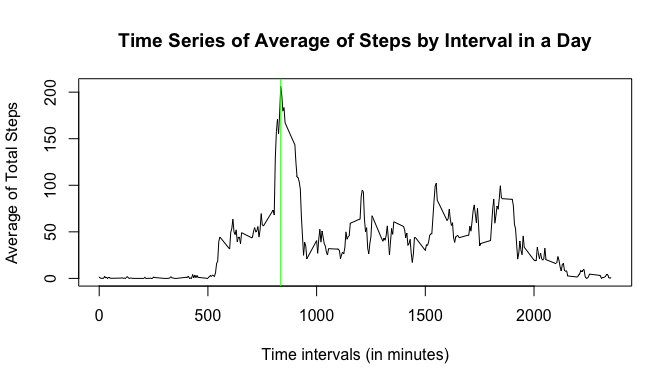 Time Series of Average of Steps by Interval in a Day
Average of Total Steps
200
150
100
50
0
0 500 1000 1500 2000
Time intervals (in minutes)